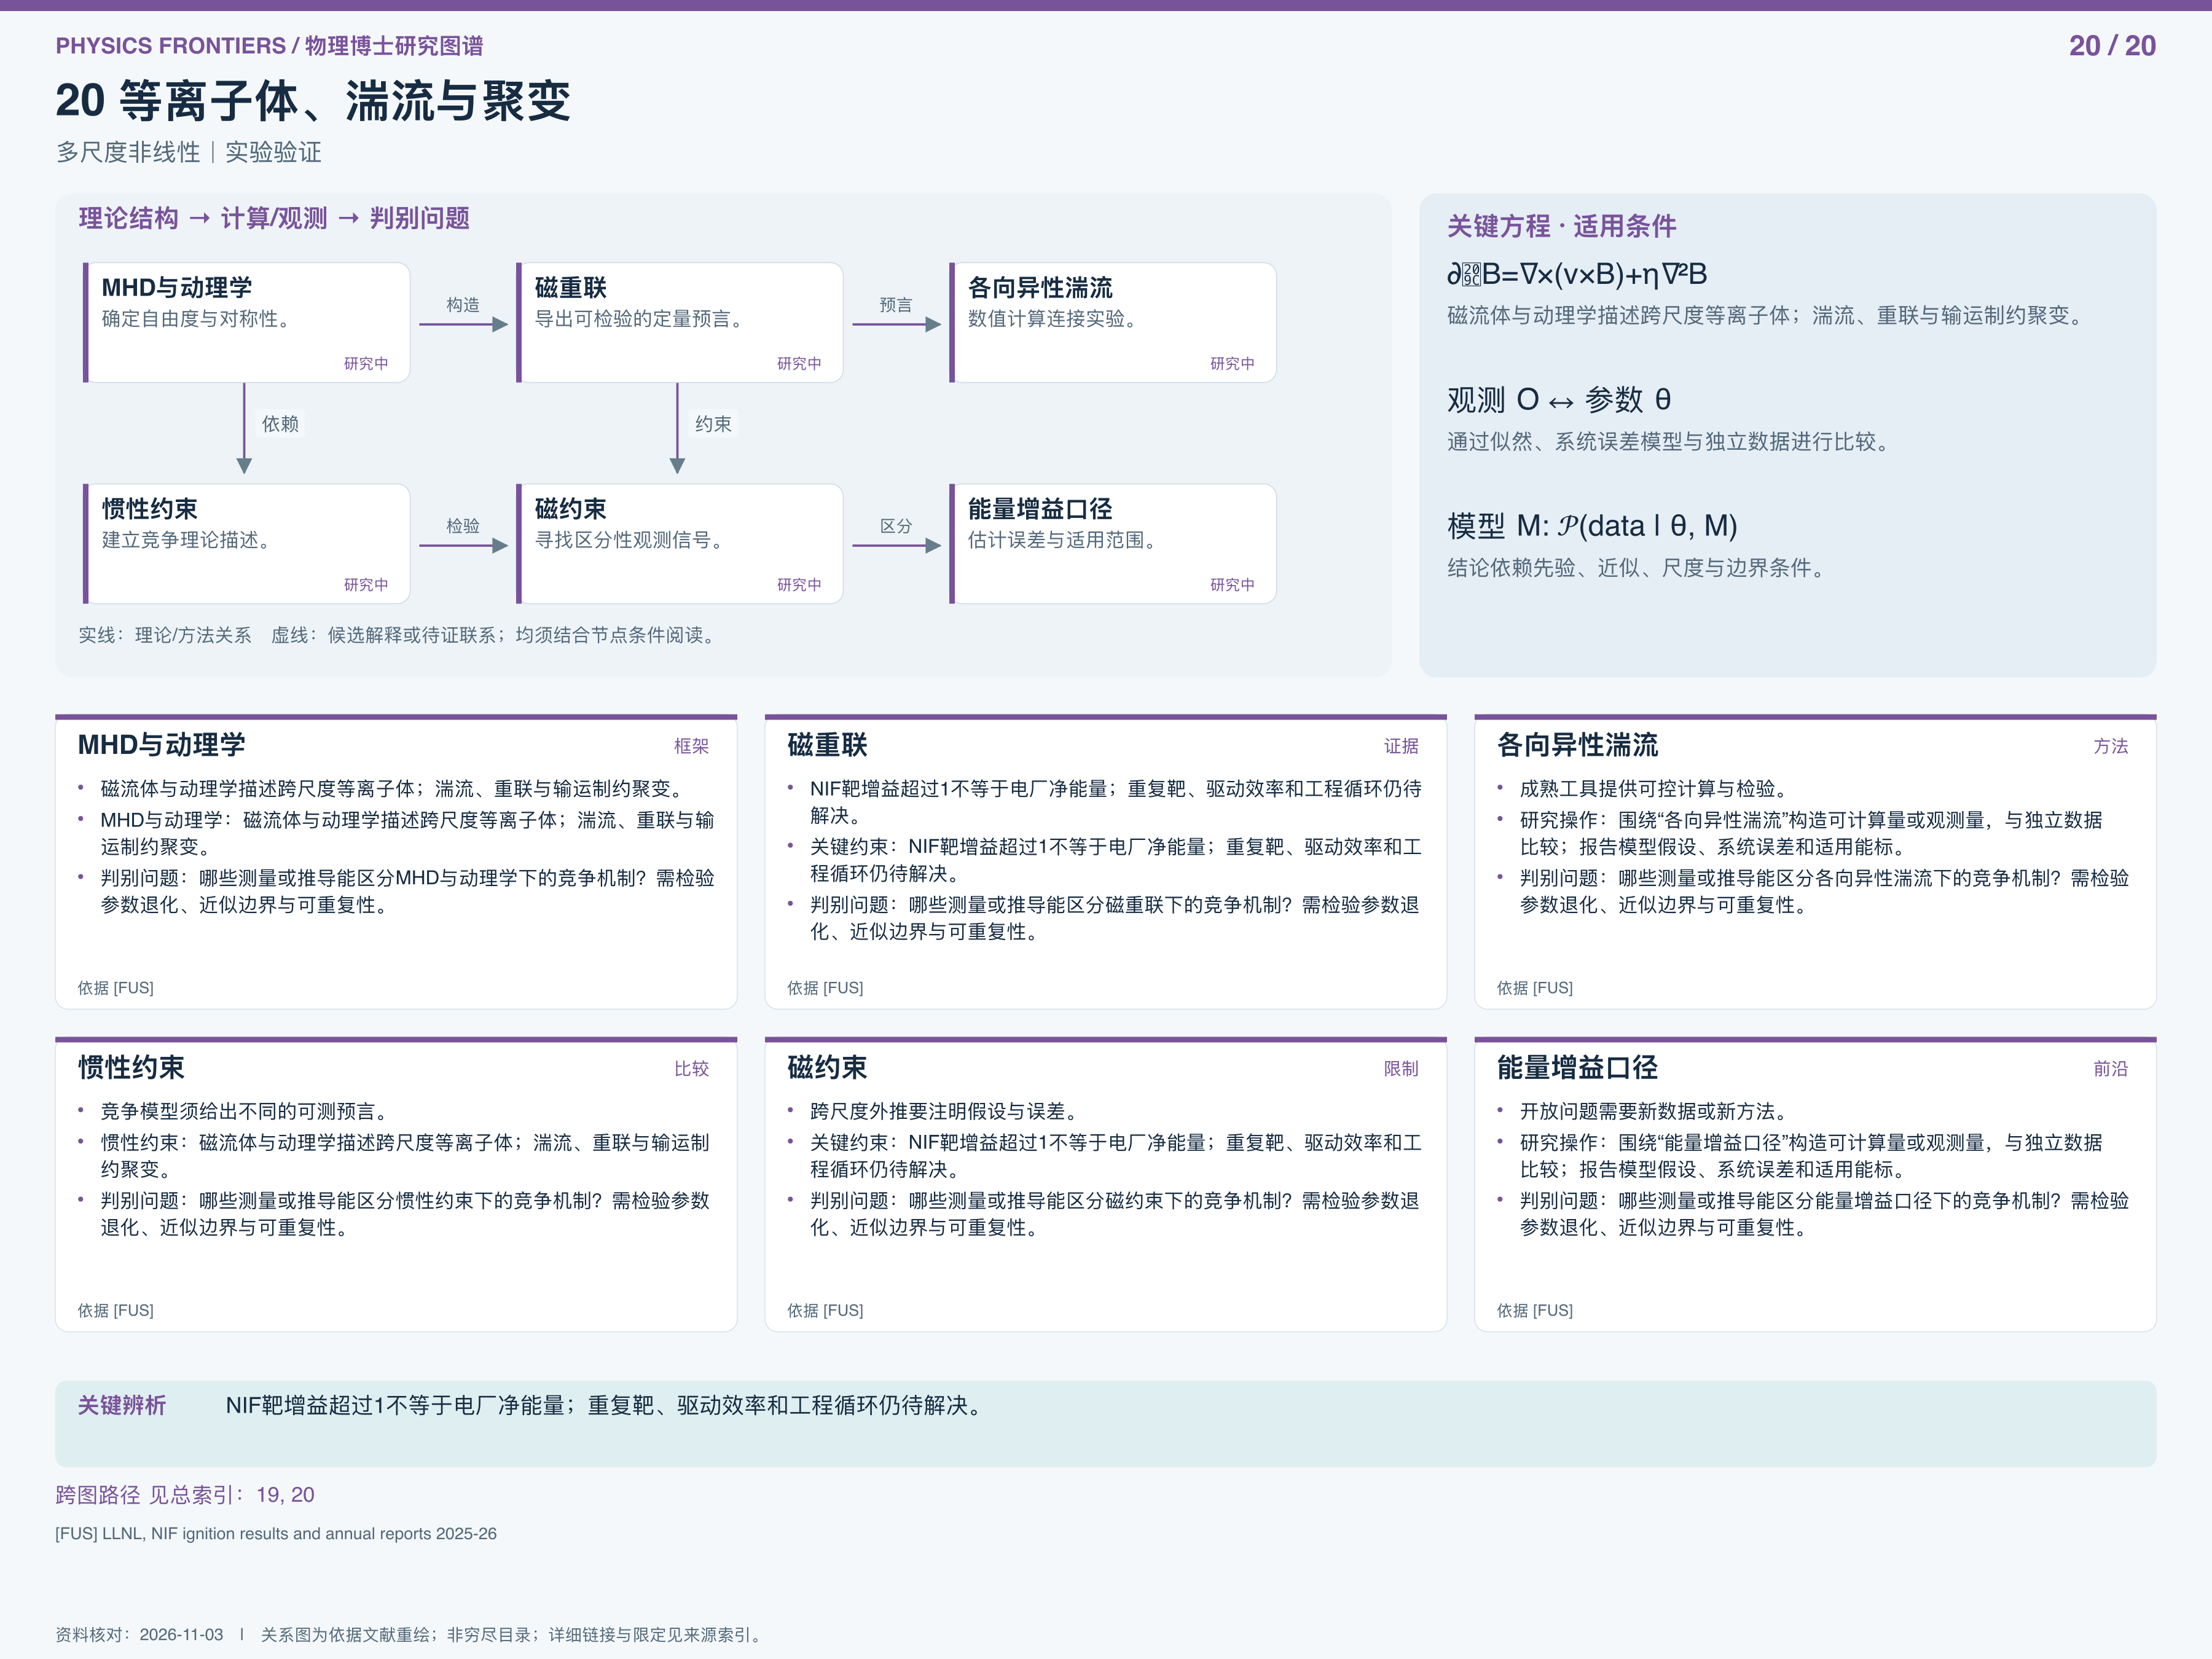 PHYSICS FRONTIERS / 物理博士研究图谱
20 / 20
20 等离子体、湍流与聚变
多尺度非线性｜实验验证
理论结构 → 计算/观测 → 判别问题
MHD与动理学
确定自由度与对称性。
研究中
构造
磁重联
导出可检验的定量预言。
研究中
预言
各向异性湍流
数值计算连接实验。
研究中
依赖
约束
惯性约束
建立竞争理论描述。
研究中
检验
磁约束
寻找区分性观测信号。
研究中
区分
能量增益口径
估计误差与适用范围。
研究中
实线：理论/方法关系　虚线：候选解释或待证联系；均须结合节点条件阅读。
关键方程 · 适用条件
∂ₜB=∇×(v×B)+η∇²B
磁流体与动理学描述跨尺度等离子体；湍流、重联与输运制约聚变。
观测 O ↔ 参数 θ
通过似然、系统误差模型与独立数据进行比较。
模型 M: 𝒫(data | θ, M)
结论依赖先验、近似、尺度与边界条件。
MHD与动理学
框架
• 磁流体与动理学描述跨尺度等离子体；湍流、重联与输运制约聚变。
• MHD与动理学：磁流体与动理学描述跨尺度等离子体；湍流、重联与输
运制约聚变。
• 判别问题：哪些测量或推导能区分MHD与动理学下的竞争机制？需检验
参数退化、近似边界与可重复性。
依据 [FUS]
磁重联
证据
• NIF靶增益超过1不等于电厂净能量；重复靶、驱动效率和工程循环仍待
解决。
• 关键约束：NIF靶增益超过1不等于电厂净能量；重复靶、驱动效率和工
程循环仍待解决。
• 判别问题：哪些测量或推导能区分磁重联下的竞争机制？需检验参数退
化、近似边界与可重复性。
依据 [FUS]
各向异性湍流
方法
• 成熟工具提供可控计算与检验。
• 研究操作：围绕“各向异性湍流”构造可计算量或观测量，与独立数据
比较；报告模型假设、系统误差和适用能标。
• 判别问题：哪些测量或推导能区分各向异性湍流下的竞争机制？需检验
参数退化、近似边界与可重复性。
依据 [FUS]
惯性约束
比较
• 竞争模型须给出不同的可测预言。
• 惯性约束：磁流体与动理学描述跨尺度等离子体；湍流、重联与输运制
约聚变。
• 判别问题：哪些测量或推导能区分惯性约束下的竞争机制？需检验参数
退化、近似边界与可重复性。
依据 [FUS]
磁约束
限制
• 跨尺度外推要注明假设与误差。
• 关键约束：NIF靶增益超过1不等于电厂净能量；重复靶、驱动效率和工
程循环仍待解决。
• 判别问题：哪些测量或推导能区分磁约束下的竞争机制？需检验参数退
化、近似边界与可重复性。
依据 [FUS]
能量增益口径
前沿
• 开放问题需要新数据或新方法。
• 研究操作：围绕“能量增益口径”构造可计算量或观测量，与独立数据
比较；报告模型假设、系统误差和适用能标。
• 判别问题：哪些测量或推导能区分能量增益口径下的竞争机制？需检验
参数退化、近似边界与可重复性。
依据 [FUS]
关键辨析 NIF靶增益超过1不等于电厂净能量；重复靶、驱动效率和工程循环仍待解决。
跨图路径 见总索引：19, 20
[FUS] LLNL, NIF ignition results and annual reports 2025-26
资料核对：2026-11-03 | 关系图为依据文献重绘；非穷尽目录；详细链接与限定见来源索引。